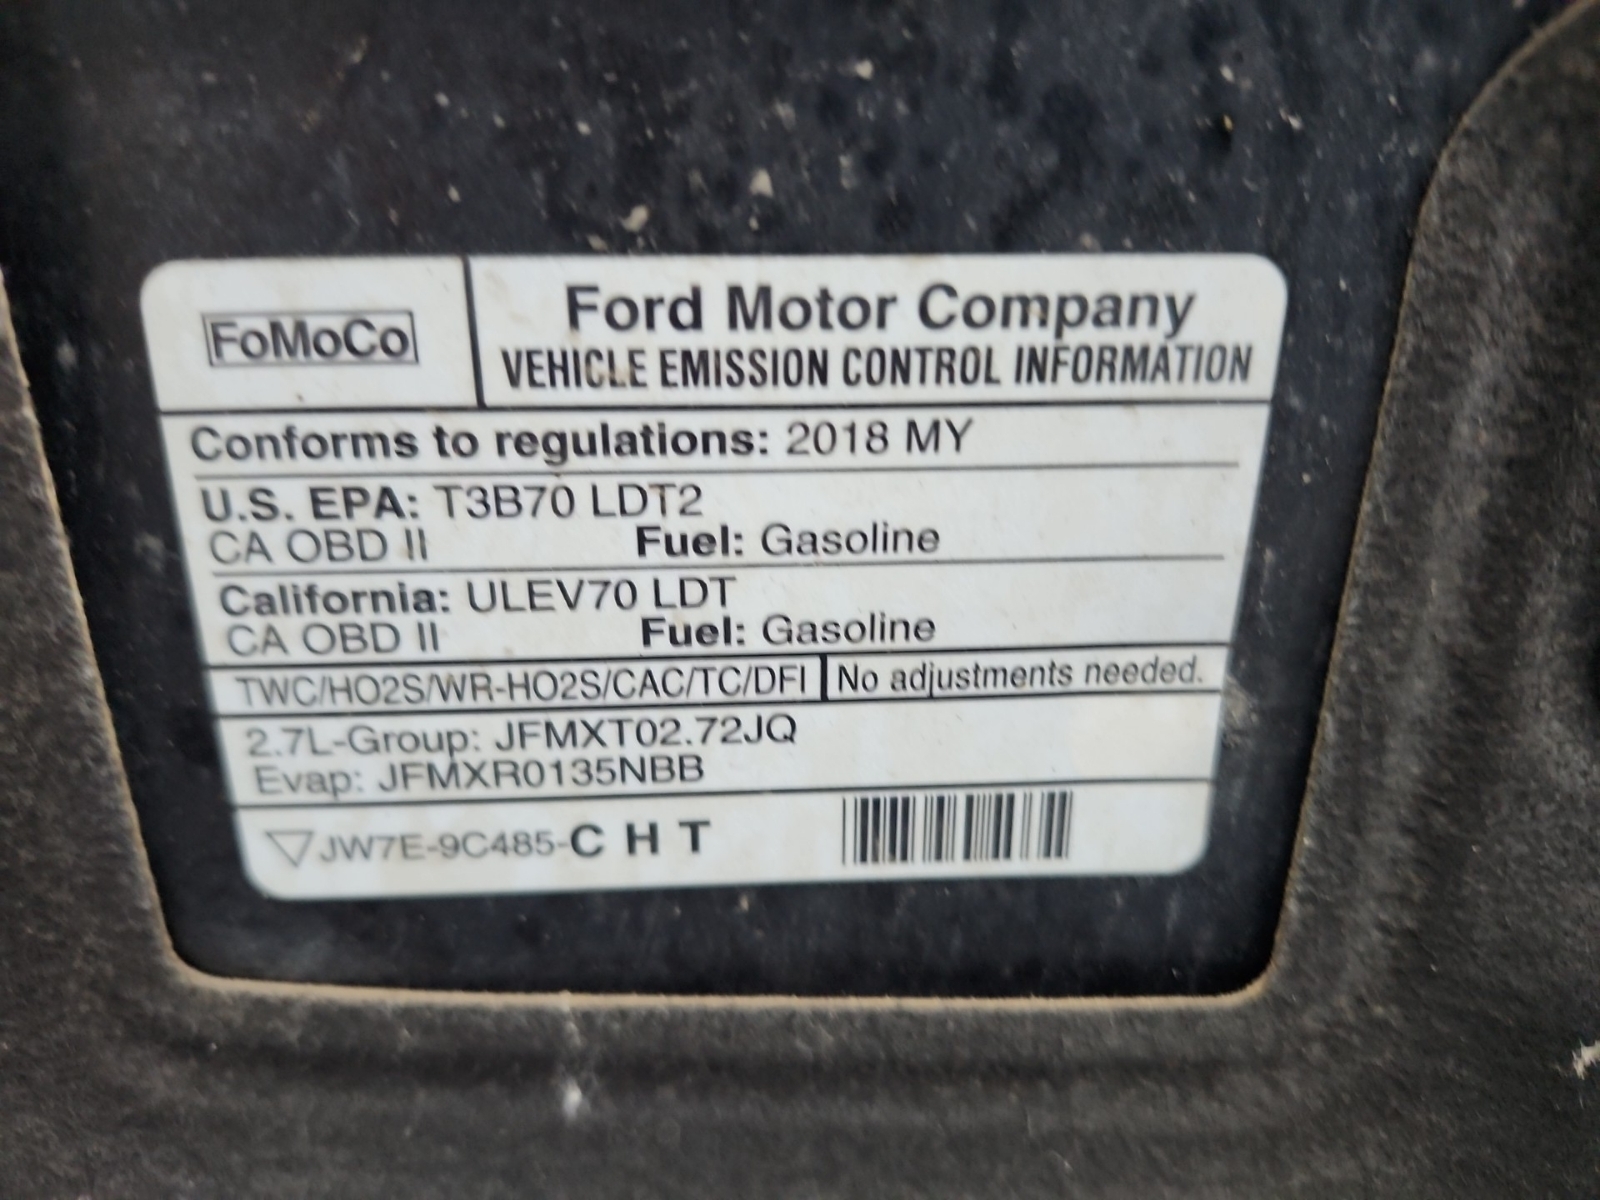 FoMoCo
Ford Motor Company
VEHICLE EMISSION CONTROL INFORMATION
Conforms to regulations: 2018 MY
U.S. EPA: T3B70 LDT2
CA OBD II Fuel: Gasoline
California: ULEV70 LDT
CA OBD II Fuel: Gasoline
TWC/HO2S/WR-HO2S/CAC/TC/DFI No adjustments needed.
2.7L-Group: JFMXT02.72JQ
Evap: JFMXR0135NBB
JW7E-9C485-C H T